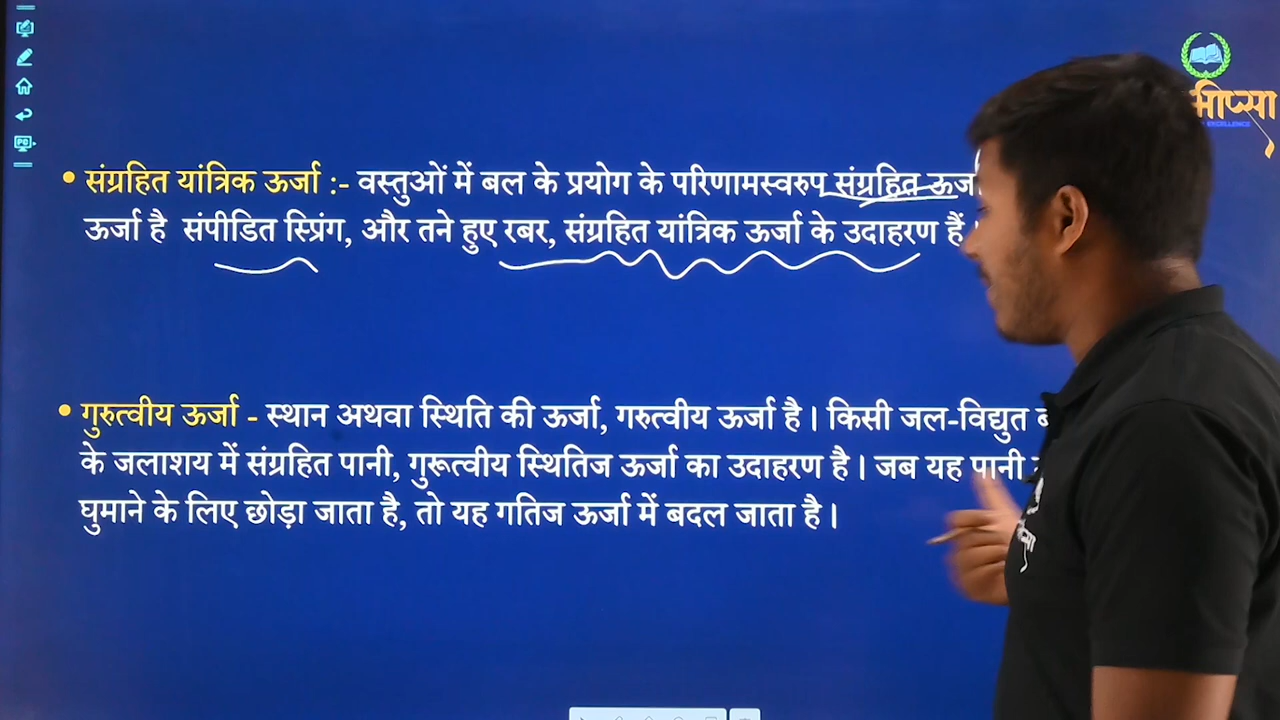 भीप्सा
EXCELLENCE
• संग्रहित यांत्रिक ऊर्जा :- वस्तुओं में बल के प्रयोग के परिणामस्वरुप संग्रहित
ऊर्जा है संपीडित स्प्रिंग, और तने हुए रबर, संग्रहित यांत्रिक ऊर्जा के उदाहरण हैं
• गुरुत्वीय ऊर्जा - स्थान अथवा स्थिति की ऊर्जा, गरुत्वीय ऊर्जा है । किसी जल-विद्युत
के जलाशय में संग्रहित पानी, गुरूत्वीय स्थितिज ऊर्जा का उदाहरण है । जब यह पानी
घुमाने के लिए छोड़ा जाता है, तो यह गतिज ऊर्जा में बदल जाता है ।